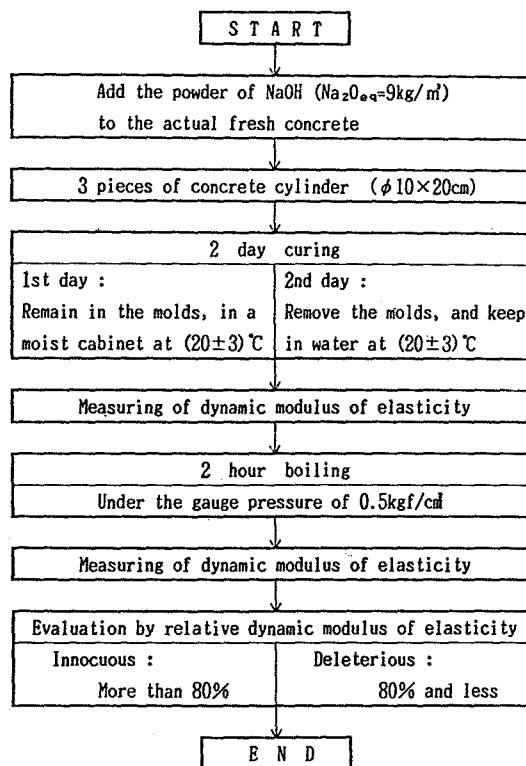 S T A R T
Add the powder of NaOH (Na₂Oₑq=9kg/㎥)
to the actual fresh concrete
3 pieces of concrete cylinder (φ10×20cm)
2 day curing
1st day :
Remain in the molds, in a
moist cabinet at (20±3)℃
2nd day :
Remove the molds, and keep
in water at (20±3)℃
Measuring of dynamic modulus of elasticity
2 hour boiling
Under the gauge pressure of 0.5kgf/c㎡
Measuring of dynamic modulus of elasticity
Evaluation by relative dynamic modulus of elasticity
Innocuous :
More than 80%
Deleterious :
80% and less
E N D